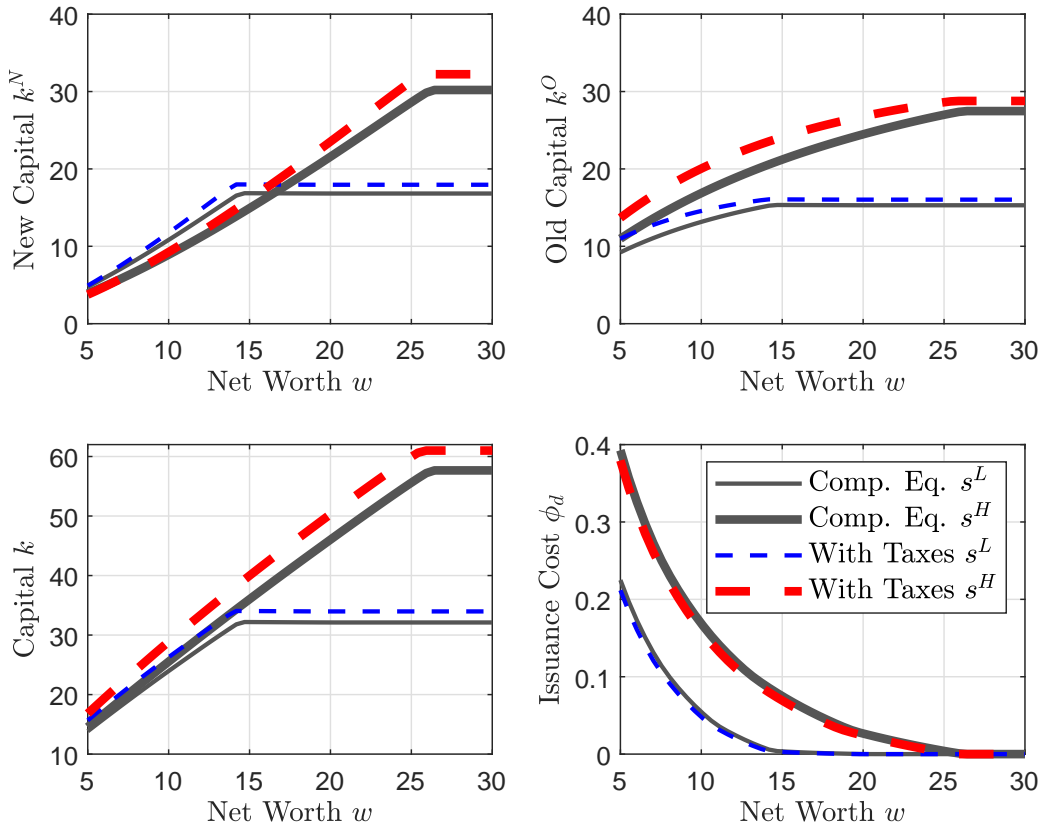 New Capital $k^N$
40
30
20
10
0
5 10 15 20 25 30
Net Worth $w$
Old Capital $k^O$
40
30
20
10
0
5 10 15 20 25 30
Net Worth $w$
Capital $k$
60
50
40
30
20
10
5 10 15 20 25 30
Net Worth $w$
Issuance Cost $\phi_d$
0.4
0.3
0.2
0.1
0
5 10 15 20 25 30
Net Worth $w$
Comp. Eq. $s^L$
Comp. Eq. $s^H$
With Taxes $s^L$
With Taxes $s^H$